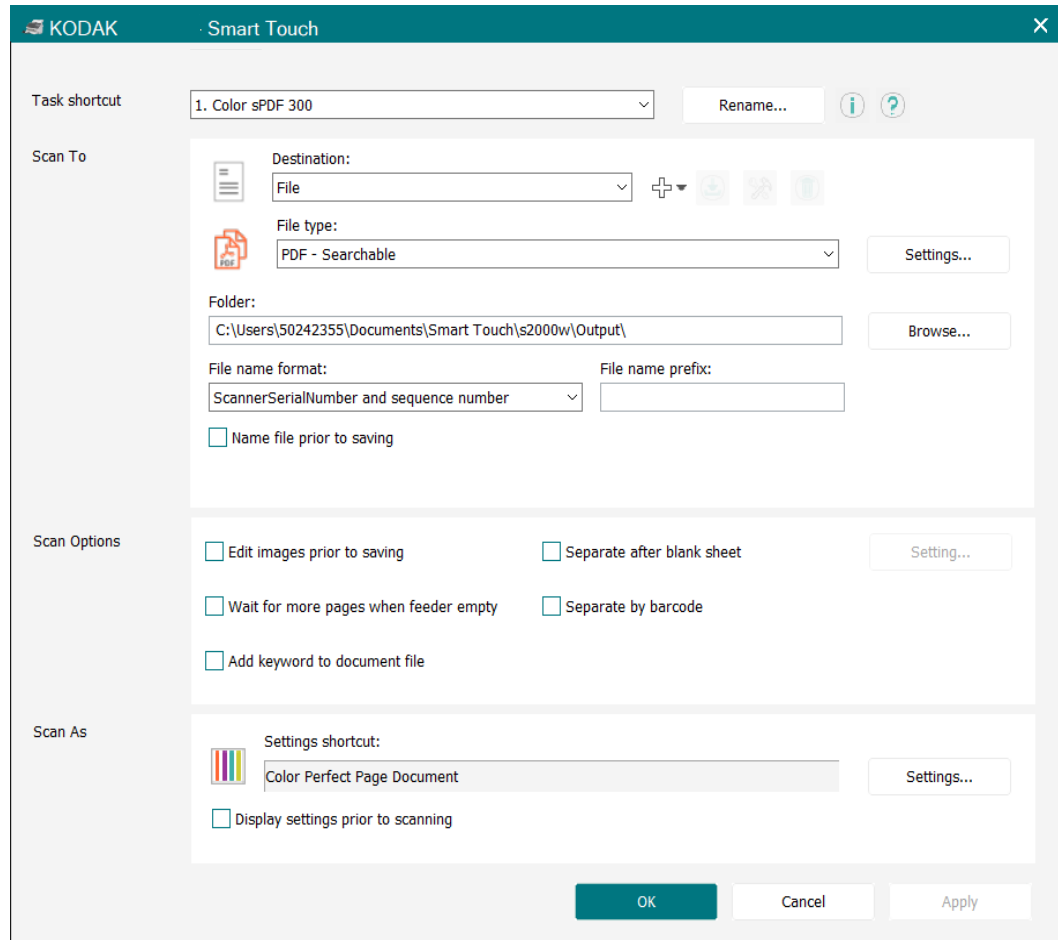 KODAK · Smart Touch
Task shortcut
1. Color sPDF 300
Rename...
i
?
Scan To
Destination:
File
File type:
PDF
PDF - Searchable
Settings...
Folder:
C:\Users\50242355\Documents\Smart Touch\s2000w\Output\
Browse...
File name format:
File name prefix:
ScannerSerialNumber and sequence number
Name file prior to saving
Scan Options
Edit images prior to saving
Separate after blank sheet
Setting...
Wait for more pages when feeder empty
Separate by barcode
Add keyword to document file
Scan As
Settings shortcut:
Color Perfect Page Document
Settings...
Display settings prior to scanning
OK
Cancel
Apply